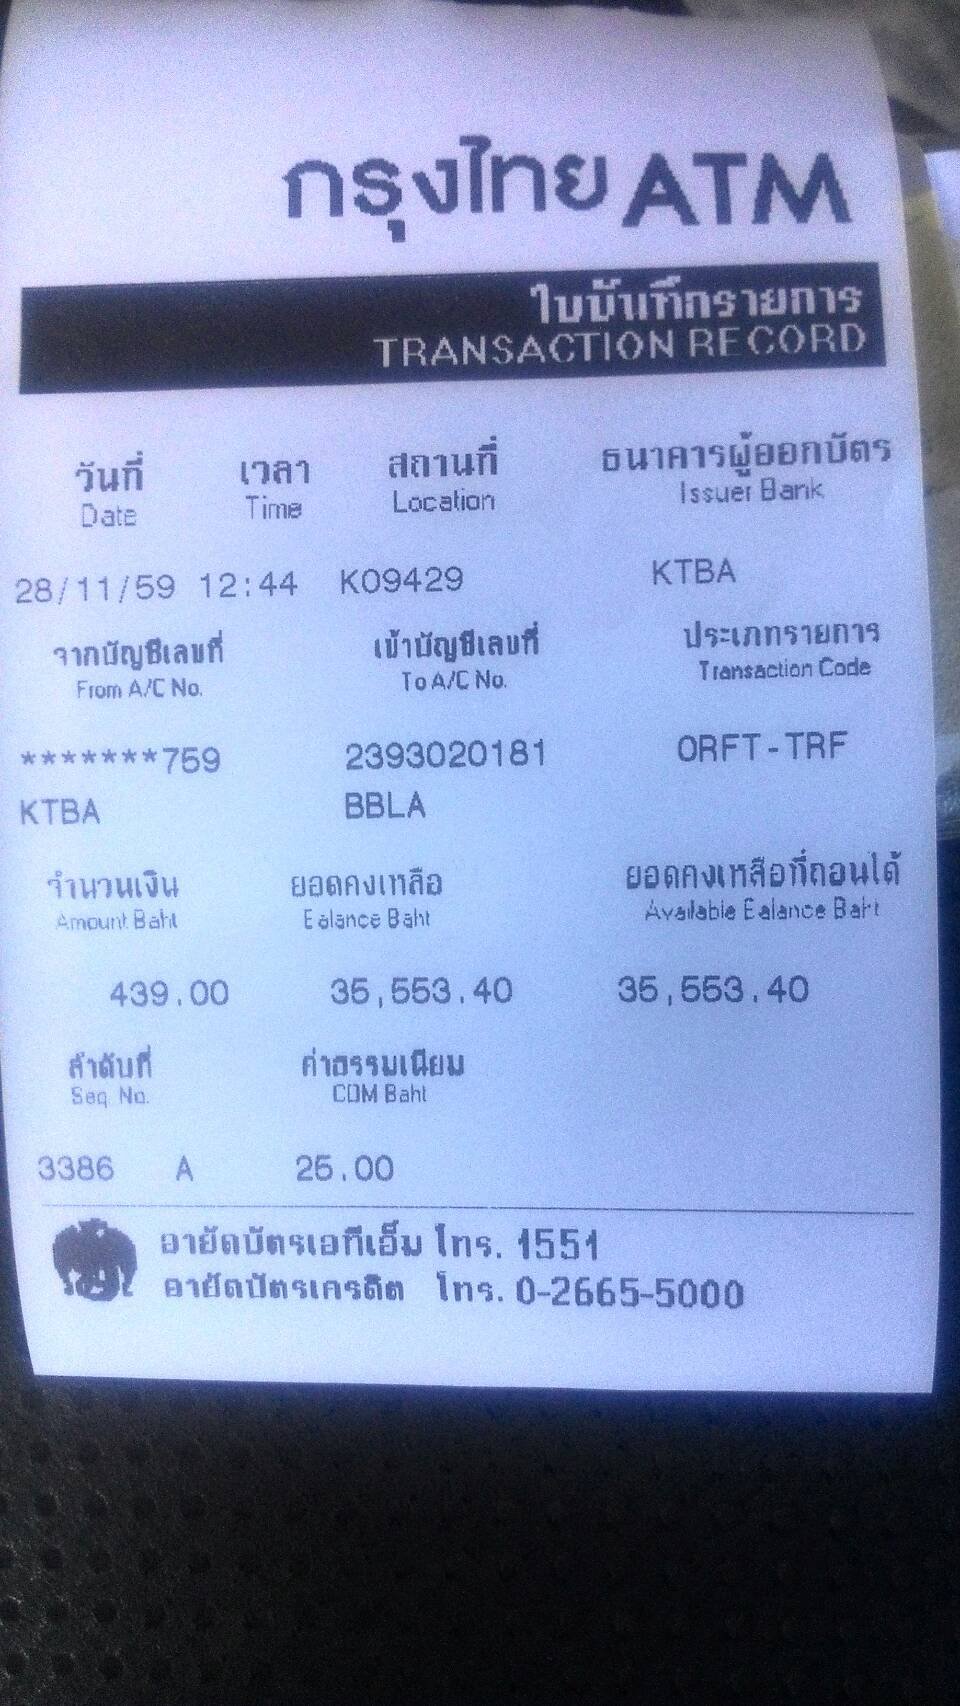 กรุงไทย ATM
ใบบันทึกรายการ
TRANSACTION RECORD
วันที่ เวลา สถานที่ ธนาคารผู้ออกบัตร
Date Time Location Issuer Bank
28/11/59 12:44 K09429 KTBA
จากบัญชีเลขที่ เข้าบัญชีเลขที่ ประเภทรายการ
From A/C No. To A/C No. Transaction Code
*******759 2393020181 ORFT-TRF
KTBA BBLA
จำนวนเงิน ยอดคงเหลือ ยอดคงเหลือที่ถอนได้
Amount Baht Balance Baht Available Balance Baht
439.00 35,553.40 35,553.40
ลำดับที่ ค่าธรรมเนียม
Seq. No. COM Baht
3386 A 25.00
อายัดบัตรเอทีเอ็ม โทร. 1551
อายัดบัตรเครดิต โทร. 0-2665-5000